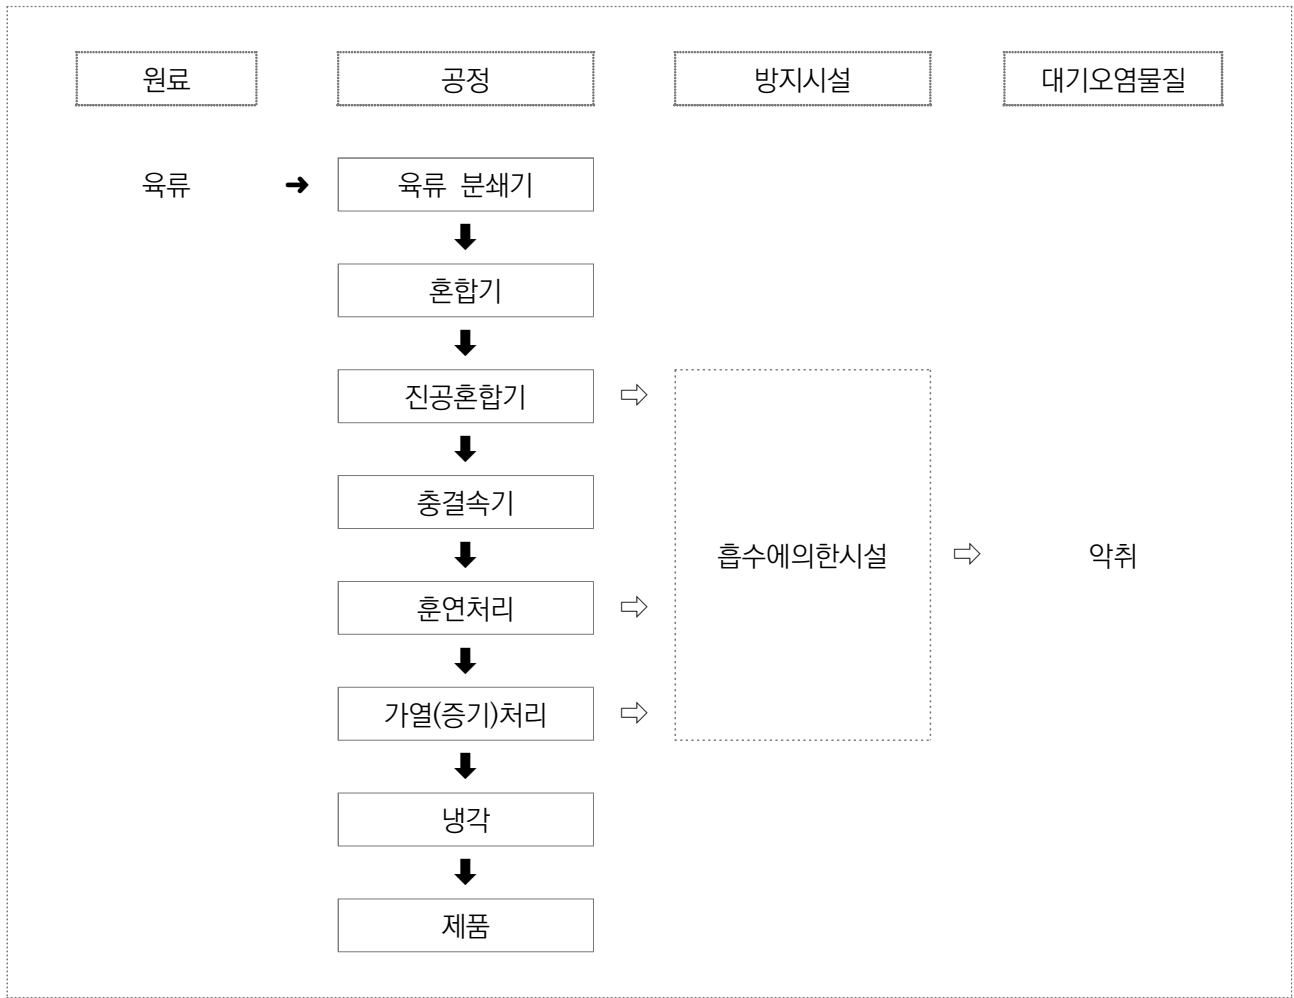 원료 공정 방지시설 대기오염물질
육류 ➜ 육류 분쇄기
혼합기
진공혼합기
충결속기
흡수에의한시설 악취
훈연처리
가열(증기)처리
냉각
제품